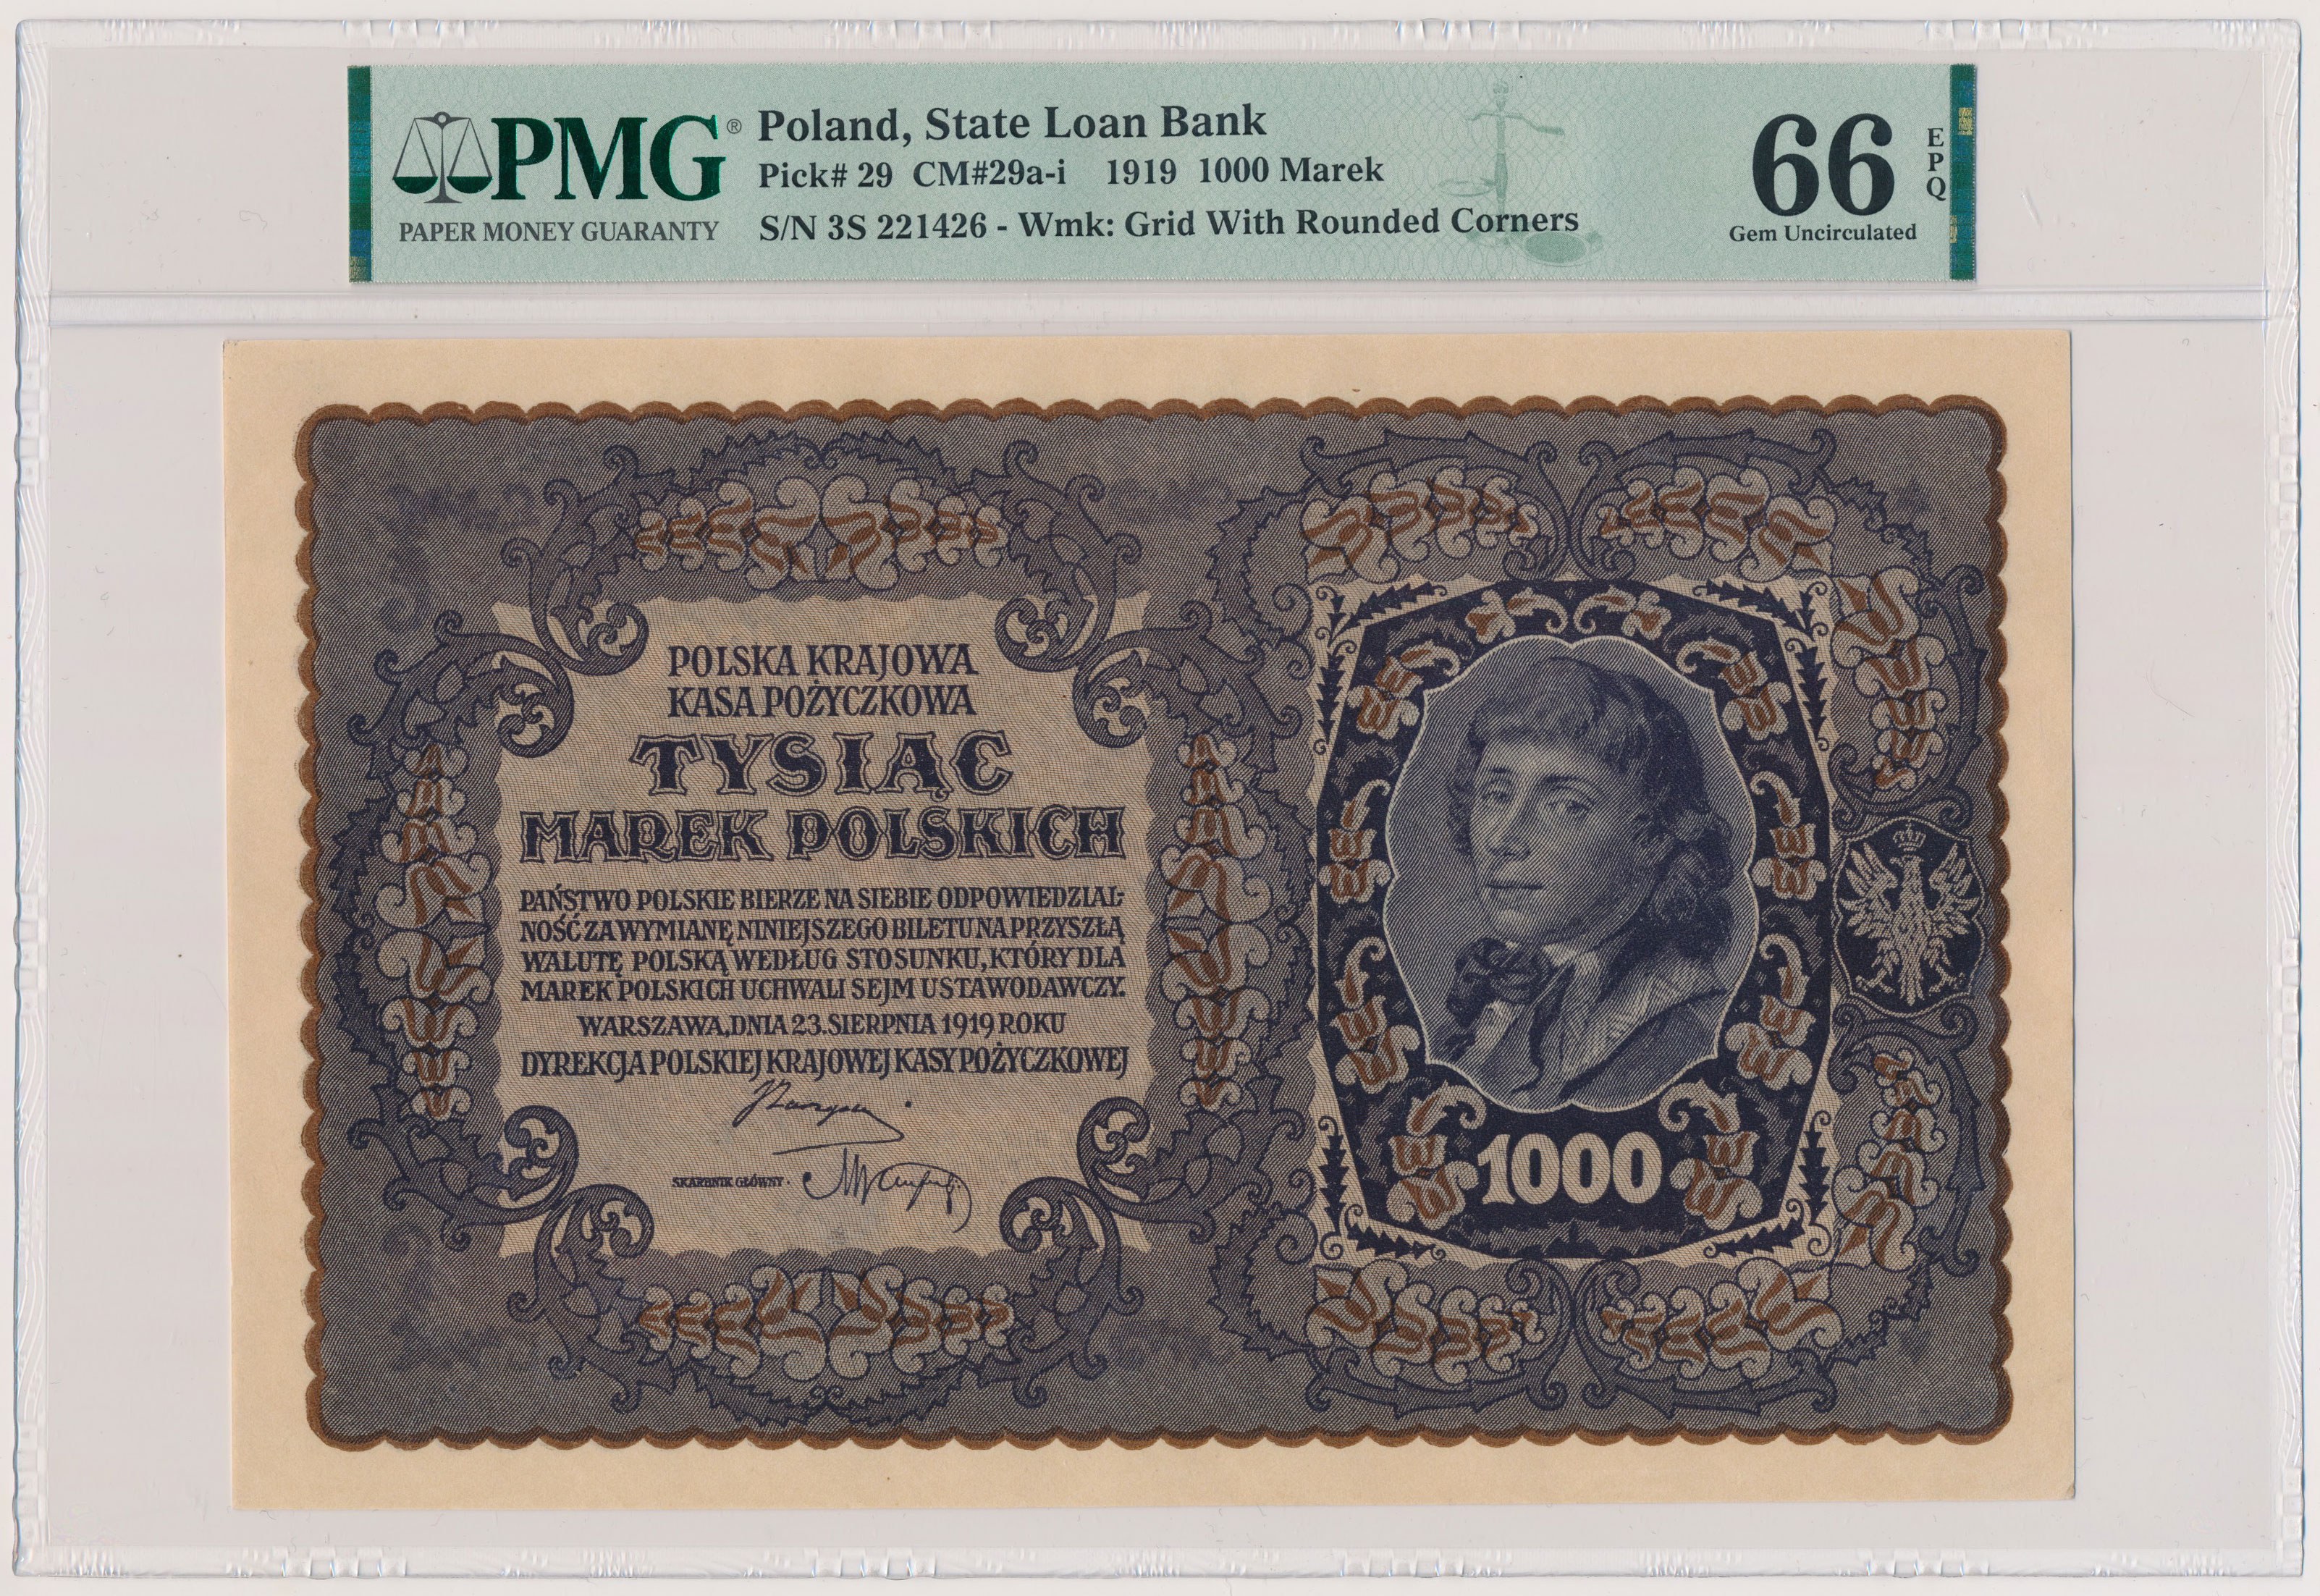 PMG®
PAPER MONEY GUARANTY
Poland, State Loan Bank
Pick# 29 CM#29a-i 1919 1000 Marek
S/N 3S 221426 - Wmk: Grid With Rounded Corners
66
EPQ
Gem Uncirculated
POLSKA KRAJOWA
KASA POŻYCZKOWA
TYSIĄC
MAREK POLSKICH
PAŃSTWO POLSKIE BIERZE NA SIEBIE ODPOWIEDZIAL-
NOŚĆ ZA WYMIANĘ NINIEJSZEGO BILETU NA PRZYSZŁĄ
WALUTĘ POLSKĄ WEDŁUG STOSUNKU, KTÓRY DLA
MAREK POLSKICH UCHWALI SEJM USTAWODAWCZY.
WARSZAWA, DNIA 23. SIERPNIA 1919 ROKU
DYREKCJA POLSKIEJ KRAJOWEJ KASY POŻYCZKOWEJ
SKARBNIK GŁÓWNY.
1000